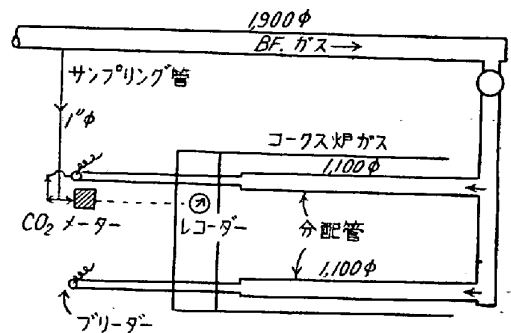 1,900φ
BF. ガス →
サンプリング管
1"φ
コークス炉ガス
1,100φ
CO₂ メーター
レコーダー
分配管
1,100φ
ブリーダー